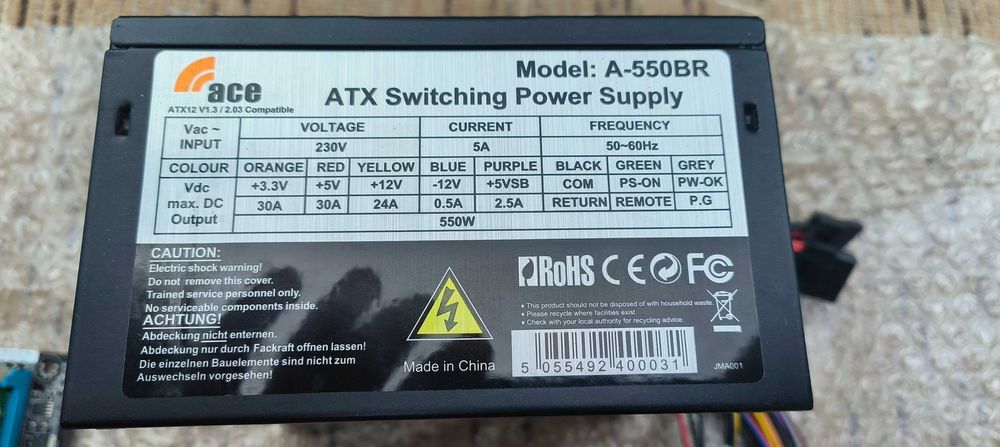 ace
Model: A-550BR
ATX12 V1.3 / 2.03 Compatible
ATX Switching Power Supply
Vac ~ INPUT VOLTAGE CURRENT FREQUENCY
230V 5A 50~60Hz
COLOUR ORANGE RED YELLOW BLUE PURPLE BLACK GREEN GREY
Vdc max. DC Output +3.3V +5V +12V -12V +5VSB COM PS-ON PW-OK
30A 30A 24A 0.5A 2.5A RETURN REMOTE P.G
550W
CAUTION:
Electric shock warning!
Do not remove this cover.
Trained service personnel only.
No serviceable components inside.
ACHTUNG!
Abdeckung nicht enternen.
Abdeckung nur durch Fackraft offnen lassen!
Die einzelnen Bauelemente sind nicht zum
Auswechseln vorgesehen!
RoHS CE FC
• This product should not be disposed of with household waste.
• Please recycle where facilities exist.
• Check with your local authority for recycling advice.
Made in China
5 055492 400031
JMA001